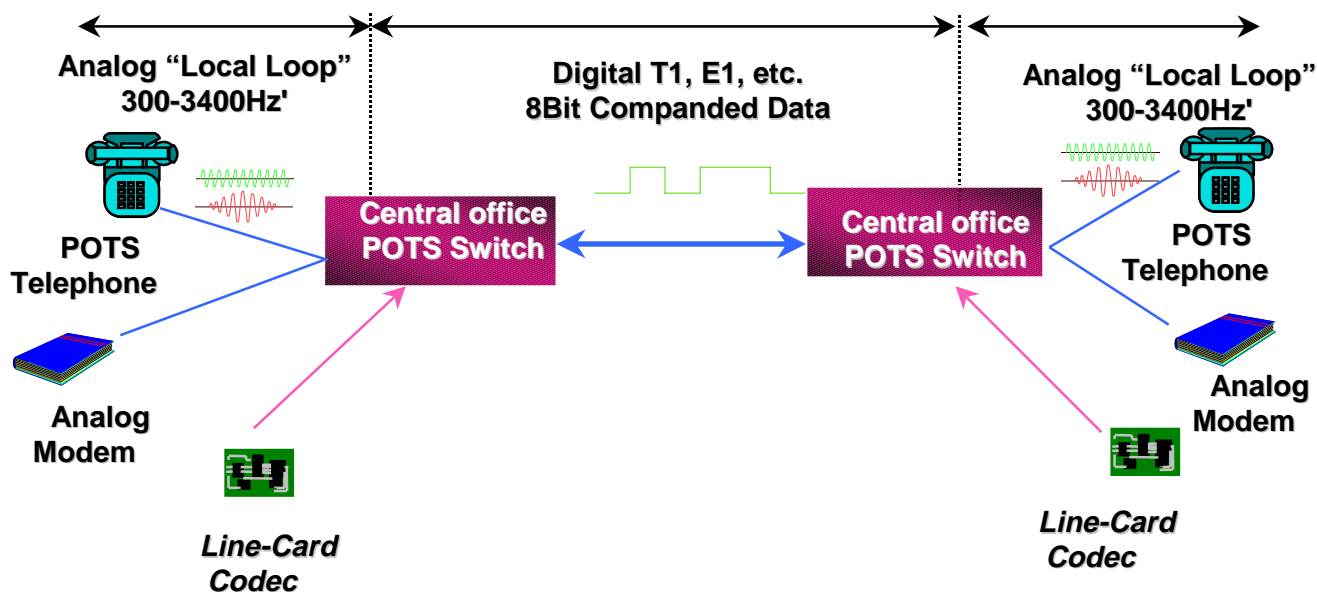 Analog “Local Loop”
300-3400Hz'
Digital T1, E1, etc.
8Bit Companded Data
Analog “Local Loop”
300-3400Hz'
Central office
POTS Switch
Central office
POTS Switch
POTS
Telephone
POTS
Telephone
Analog
Modem
Analog
Modem
Line-Card
Codec
Line-Card
Codec